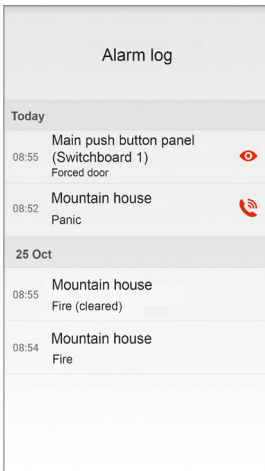 Alarm log
Today
08:55
Main push button panel
(Switchboard 1)
Forced door
08:52
Mountain house
Panic
25 Oct
08:55
Mountain house
Fire (cleared)
08:54
Mountain house
Fire